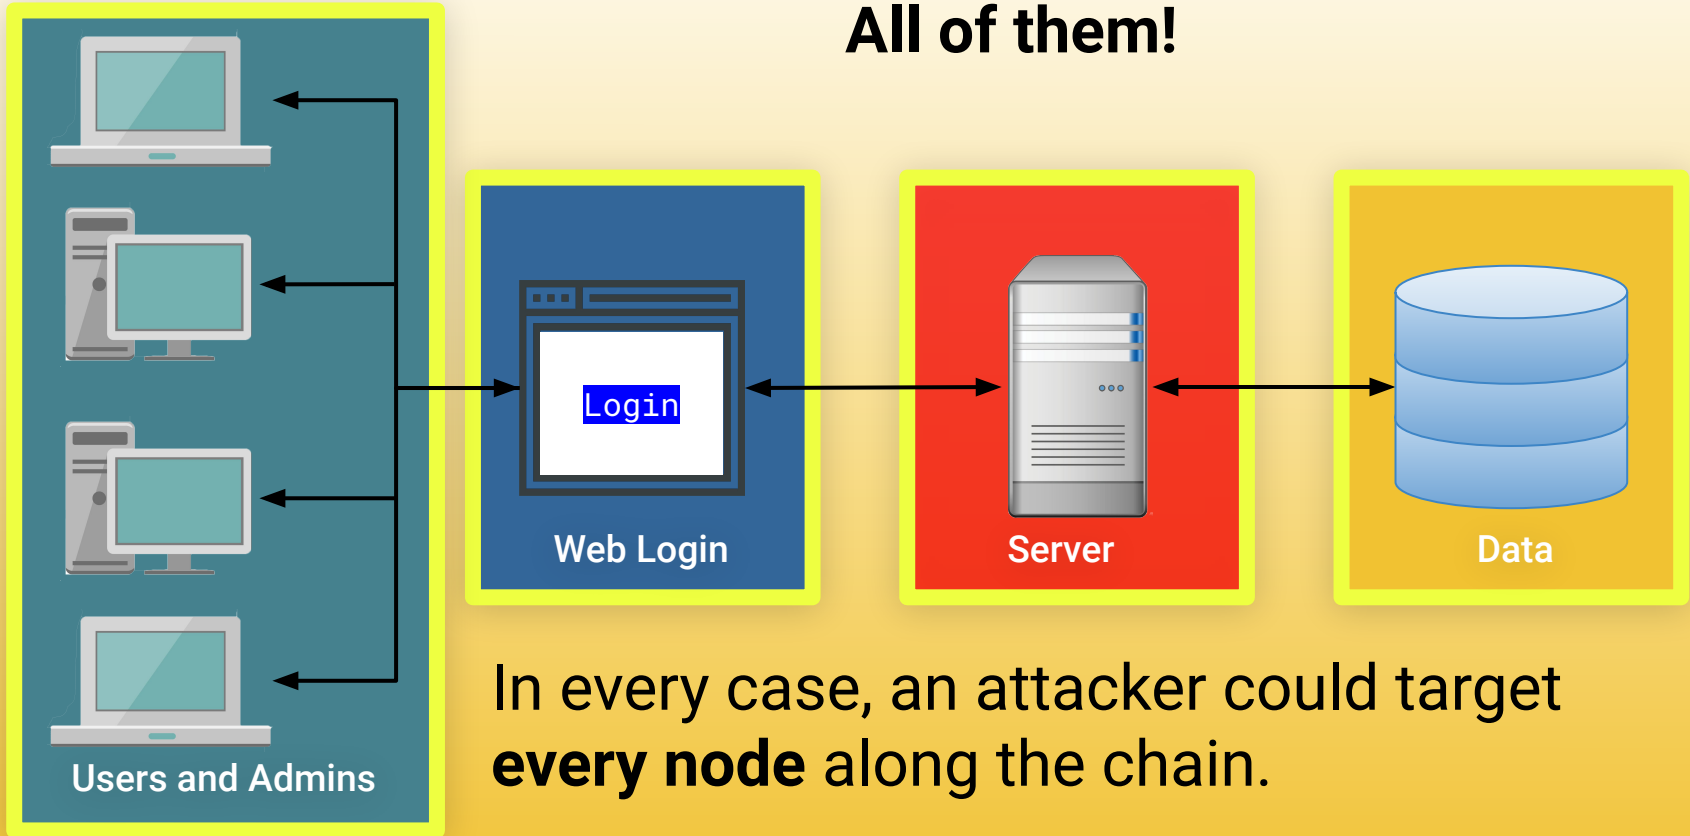 All of them!
Login
Web Login
Server
Data
Users and Admins
In every case, an attacker could target
every node along the chain.